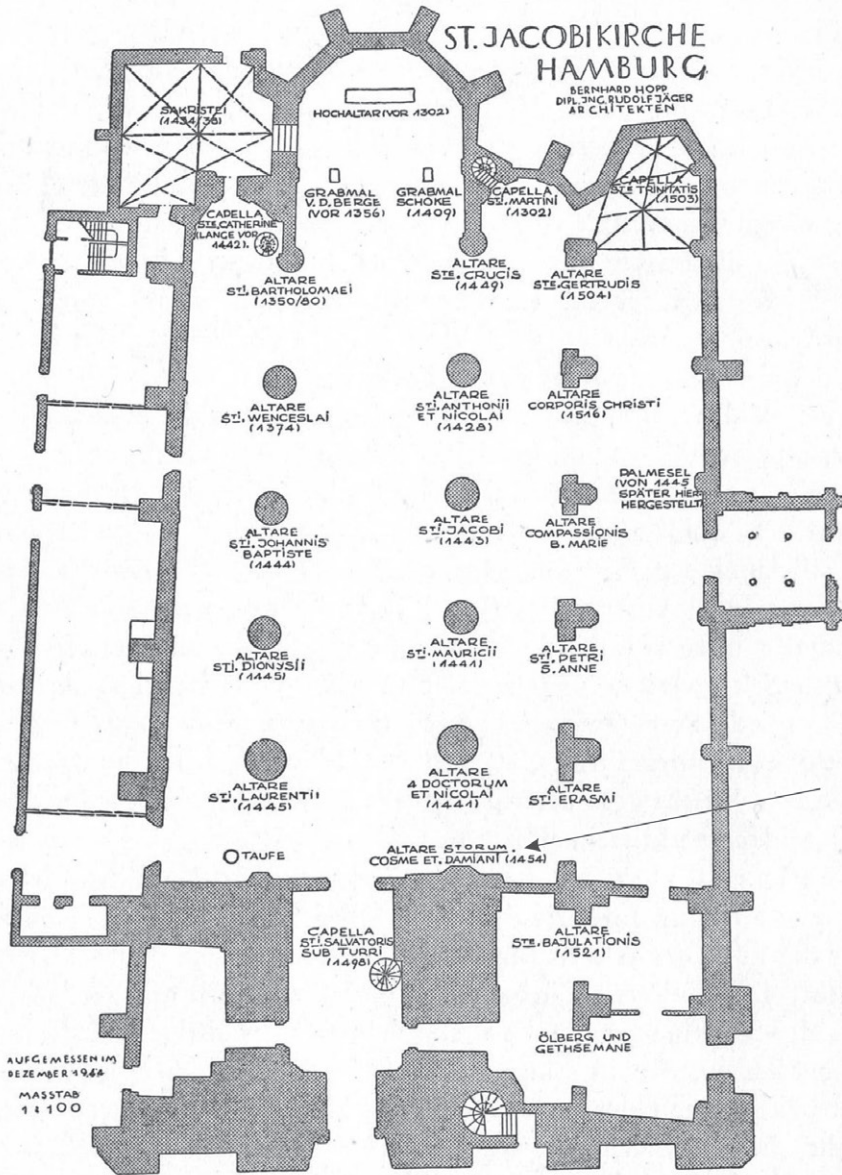 ST. JACOBIKIRCHE
HAMBURG
BERNHARD HOPP
DIPL. JNG. RUDOLF JÄGER
ARCHITEKTEN
SAKRISTEI
(1434/38)
HOCHALTAR (VOR 1302)
GRABMAL
V. D. BERGE
(VOR 1356)
GRABMAL
SCHOKE
(1409)
CAPELLA
STI. MARTINI
(1302)
CAPELLA
STE TRINITATIS
(1503)
CAPELLA
STE. CATHERINE
(LANGE VOR
1442).
ALTARE
STI. BARTHOLOMAEI
(1350/80)
ALTARE
STE. CRUCIS
(1449)
ALTARE
STE. GERTRUDIS
(1504)
ALTARE
STI. WENCESLAI
(1374)
ALTARE
STI. ANTHONII
ET NICOLAI
(1428)
ALTARE
CORPORIS CHRISTI
(1516)
ALTARE
STI. JOHANNIS
BAPTISTE
(1444)
ALTARE
STI. JACOBI
(1443)
ALTARE
COMPASSIONIS
B. MARIE
PALMESEL
(VON 1445
SPÄTER HIER
HERGESTELLT)
ALTARE
STI. DIONYSII
(1445)
ALTARE
STI. MAURICII
(1441)
ALTARE
STI. PETRI
S. ANNE
ALTARE
STI. LAURENTII
(1445)
ALTARE
4 DOCTORUM
ET NICOLAI
(1441)
ALTARE
STI. ERASMI
TAUFE
ALTARE STORUM.
COSME ET. DAMIANI (1454)
CAPELLA
STI. SALVATORIS
SUB TURRI
(1498)
ALTARE
STE. BAJULATIONIS
(1521)
ÖLBERG UND
GETHSEMANE
AUFGEMESSEN IM
DEZEMBER
MASSTAB
1:100